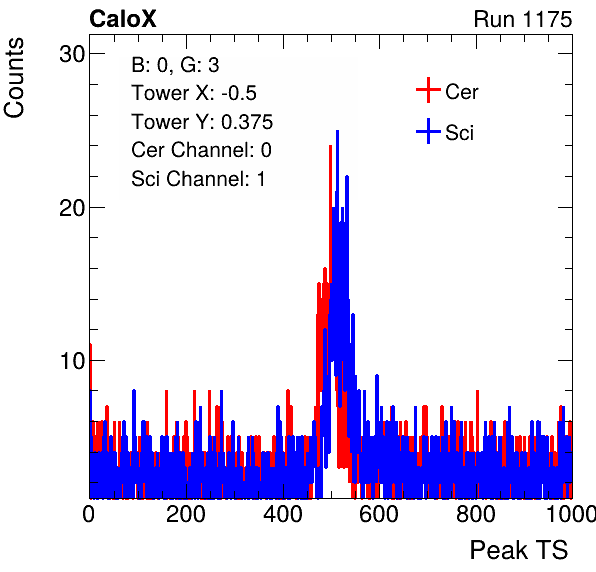 CaloX Run 1175
Counts
30
B: 0, G: 3
Tower X: -0.5
Tower Y: 0.375
Cer Channel: 0
Sci Channel: 1
Cer
Sci
20
10
0 200 400 600 800 1000
Peak TS